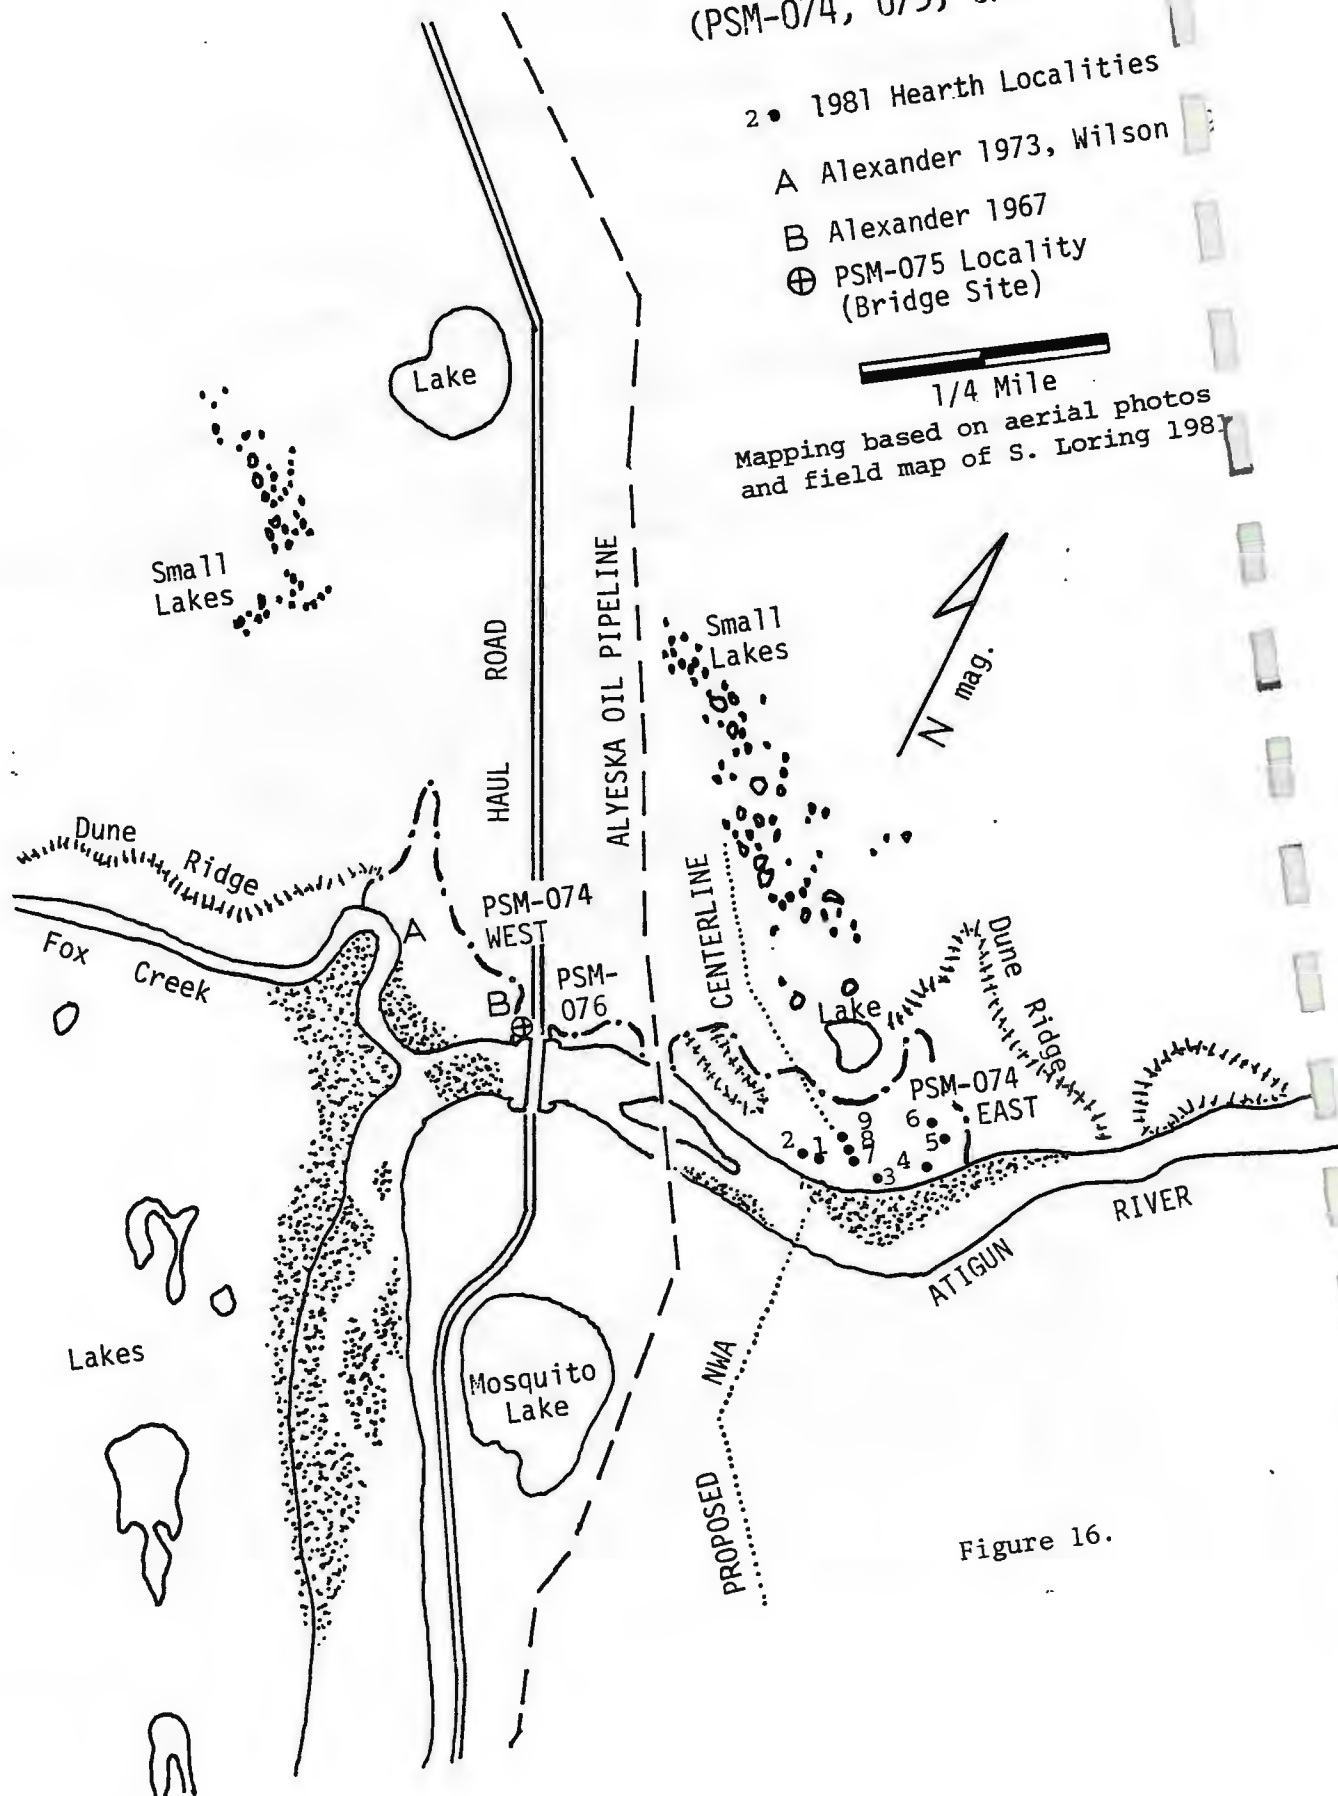 (PSM-074,
2 1981 Hearth Localities
A Alexander 1973, Wilson
B Alexander 1967
PSM-075 Locality
(Bridge Site)
1/4 Mile
Mapping based on aerial photos
and field map of S. Loring 1981
Lake
Small
Lakes
HAUL ROAD
ALYESKA OIL PIPELINE
Small
Lakes
N mag.
Dune Ridge
Fox Creek
A
PSM-074
WEST
B
PSM-
076
CENTERLINE
Lake
Dune Ridge
PSM-074
EAST
9
6
2
1
8
5
7
4
3
RIVER
ATIGUN
Lakes
Mosquito
Lake
NWA
PROPOSED
Figure 16.